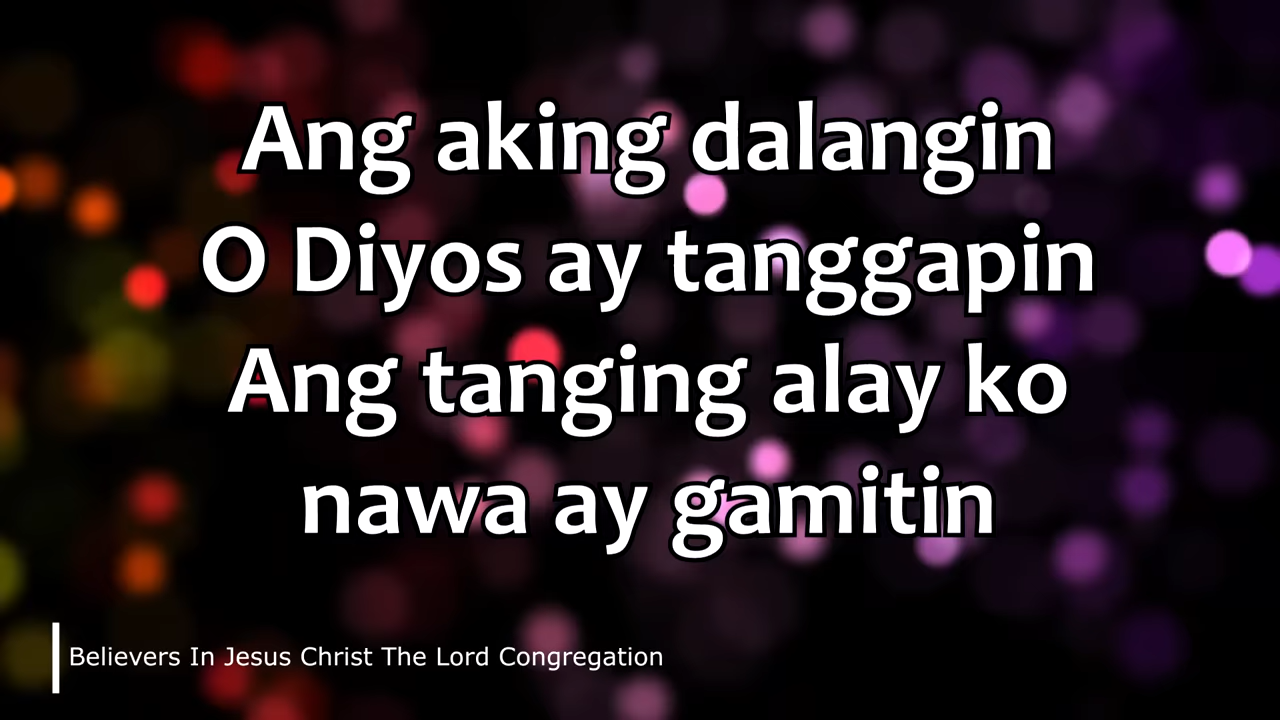 Ang aking dalangin
O Diyos ay tanggapin
Ang tanging alay ko
nawa ay gamitin
Believers In Jesus Christ The Lord Congregation